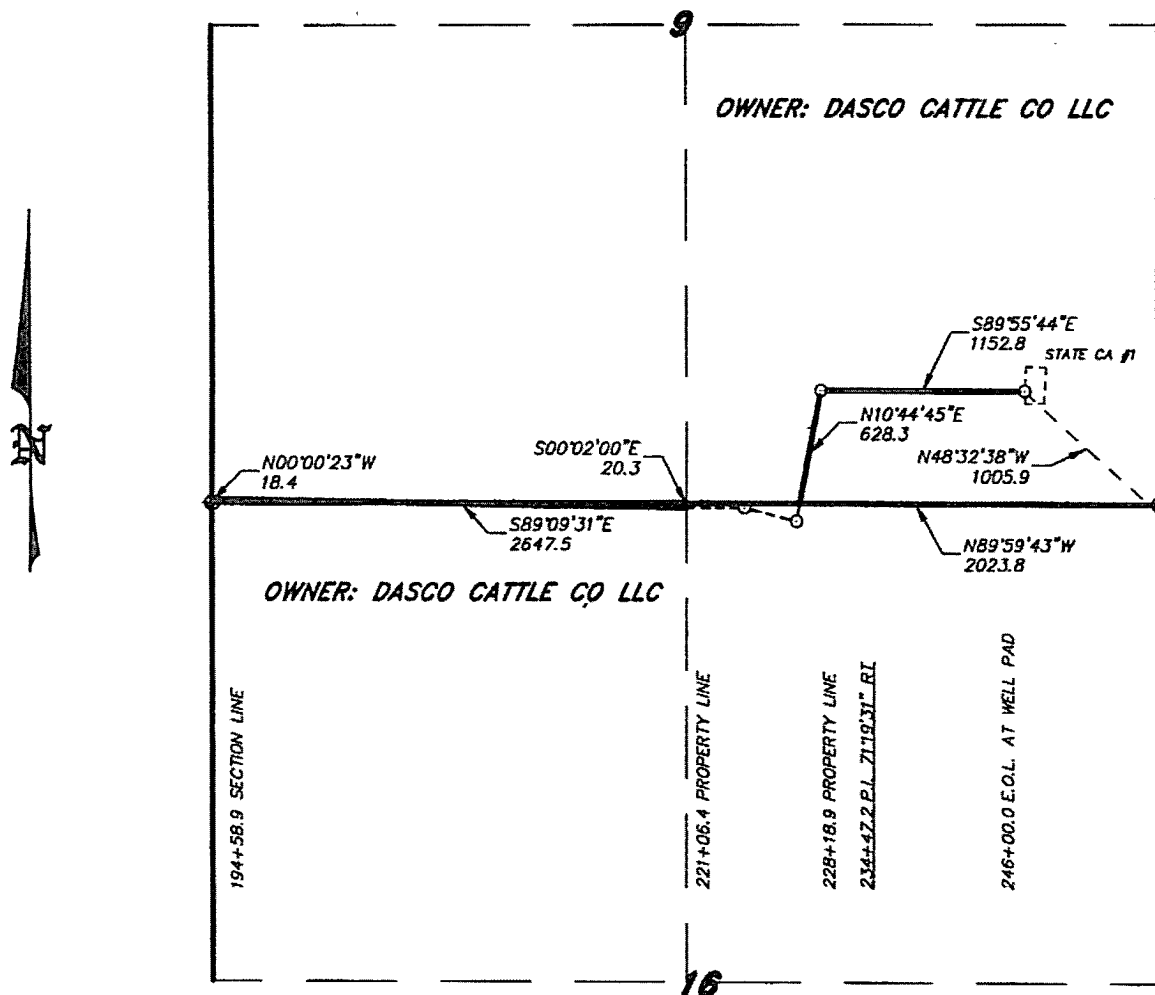 9
OWNER: DASCO CATTLE CO LLC
S89°55'44"E
1152.8
STATE CA #1
N10°44'45"E
628.3
S00°02'00"E
20.3
N48°32'38"W
1005.9
N00°00'23"W
18.4
S89°09'31"E
2647.5
N89°59'43"W
2023.8
OWNER: DASCO CATTLE CO LLC
194+58.9 SECTION LINE
221+06.4 PROPERTY LINE
228+18.9 PROPERTY LINE
234+47.2 P.I. 71°19'31" RT
246+00.0 E.O.L. AT WELL PAD
16
N